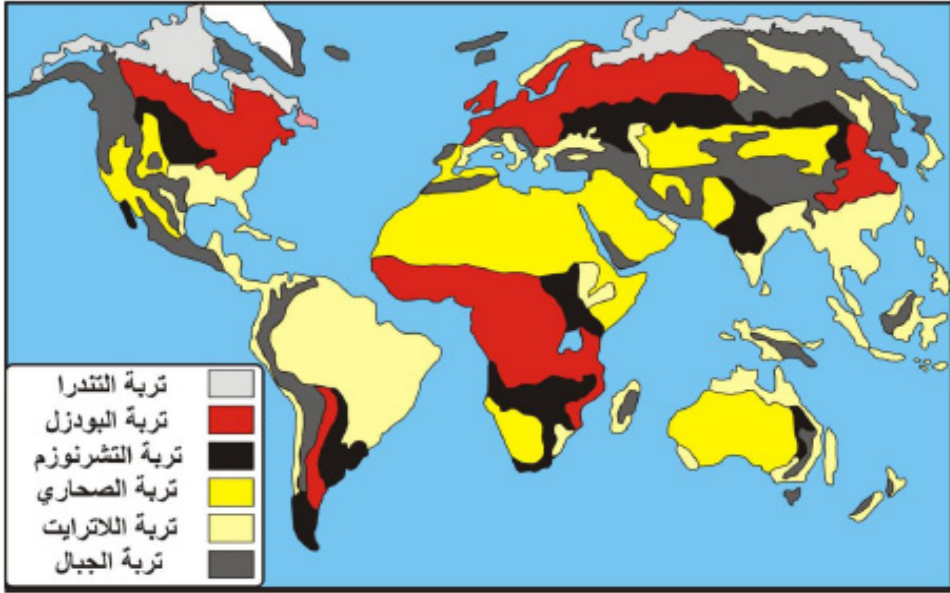 تربة التندرا
تربة البودزل
تربة التشرنوزم
تربة الصحاري
تربة اللاترايت
تربة الجبال